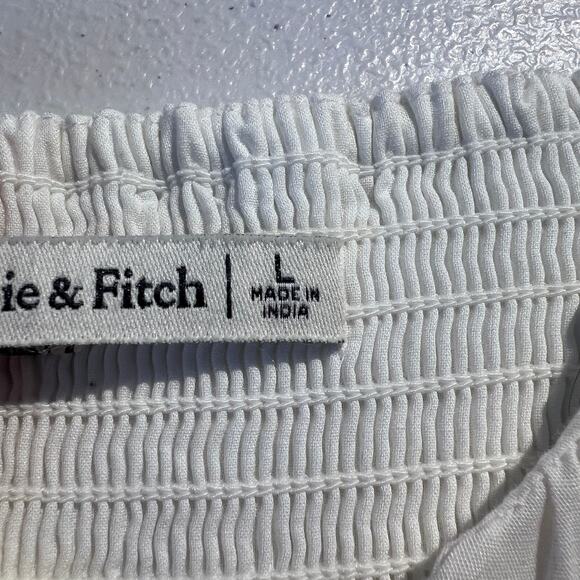 ie & Fitch
L
MADE IN
INDIA